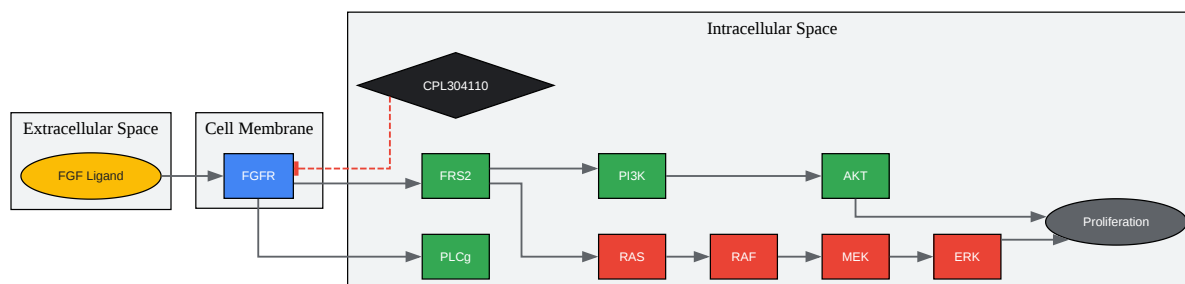 Intracellular Space
CPL304110
Extracellular Space
Cell Membrane
FGF Ligand
FGFR
FRS2
PI3K
AKT
Proliferation
PLCg
RAS
RAF
MEK
ERK